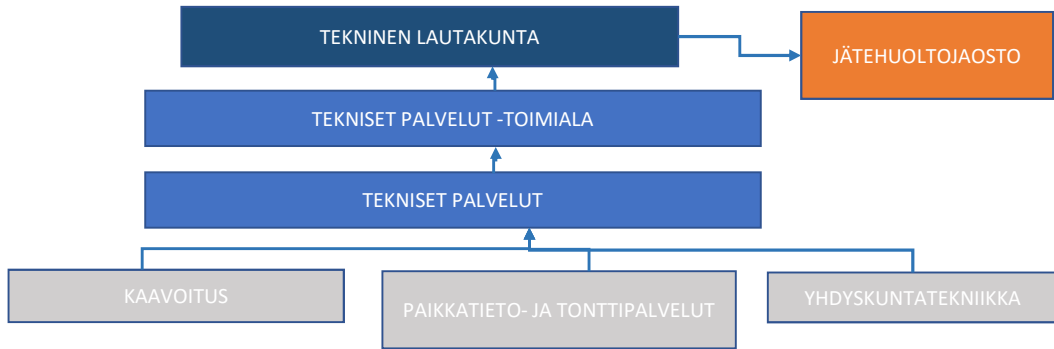 TEKNINEN LAUTAKUNTA
JÄTEHUOLTOJAOSTO
TEKNISET PALVELUT -TOIMIALA
TEKNISET PALVELUT
KAAVOITUS
PAIKKATIETO- JA TONTTIPALVELUT
YHDYSKUNTATEKNIIKKA